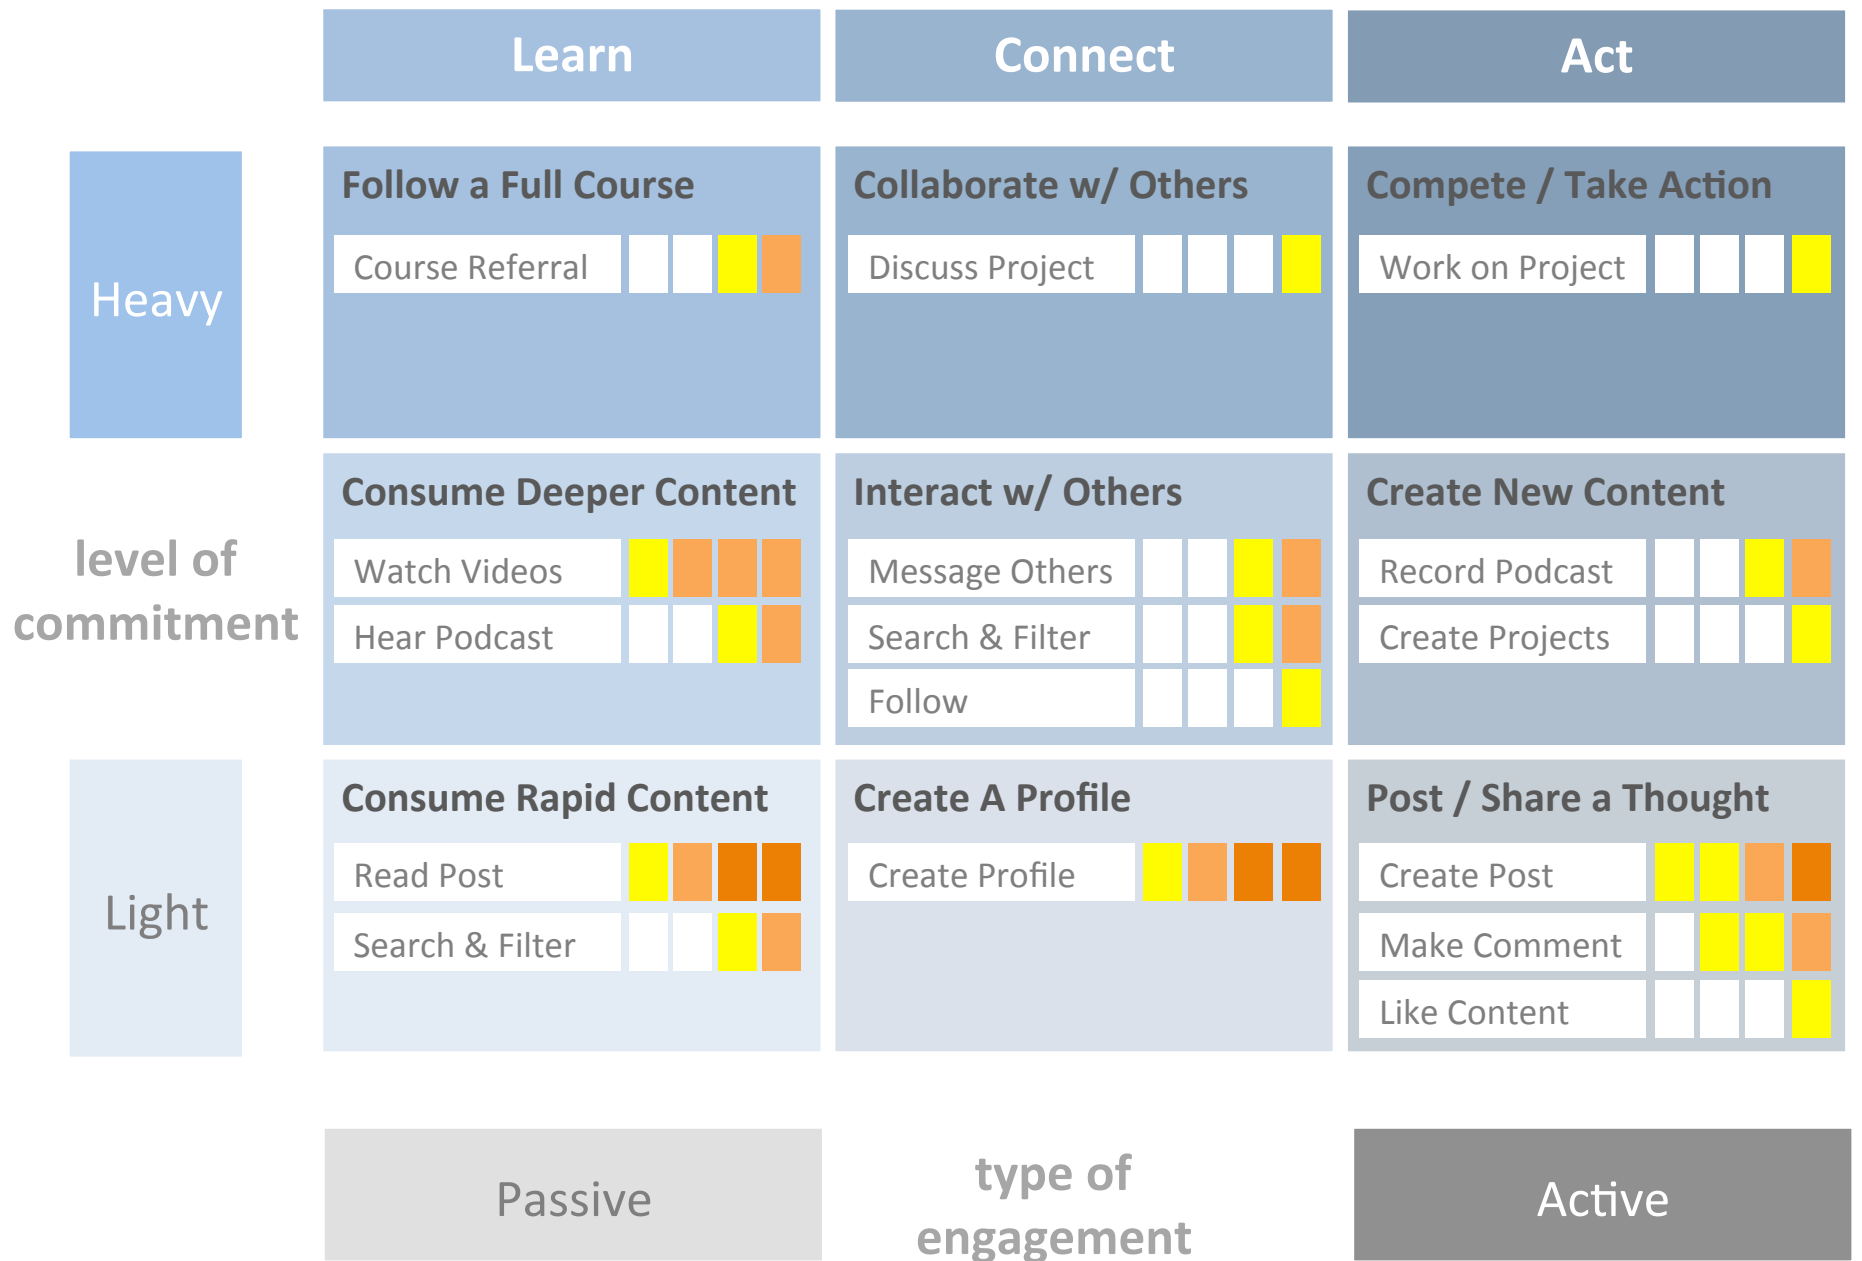 Learn
Connect
Act
Heavy
Follow a Full Course
Course Referral
Collaborate w/ Others
Discuss Project
Compete / Take Action
Work on Project
level of
commitment
Consume Deeper Content
Watch Videos
Hear Podcast
Interact w/ Others
Message Others
Search & Filter
Follow
Create New Content
Record Podcast
Create Projects
Light
Consume Rapid Content
Read Post
Search & Filter
Create A Profile
Create Profile
Post / Share a Thought
Create Post
Make Comment
Like Content
Passive
type of
engagement
Active